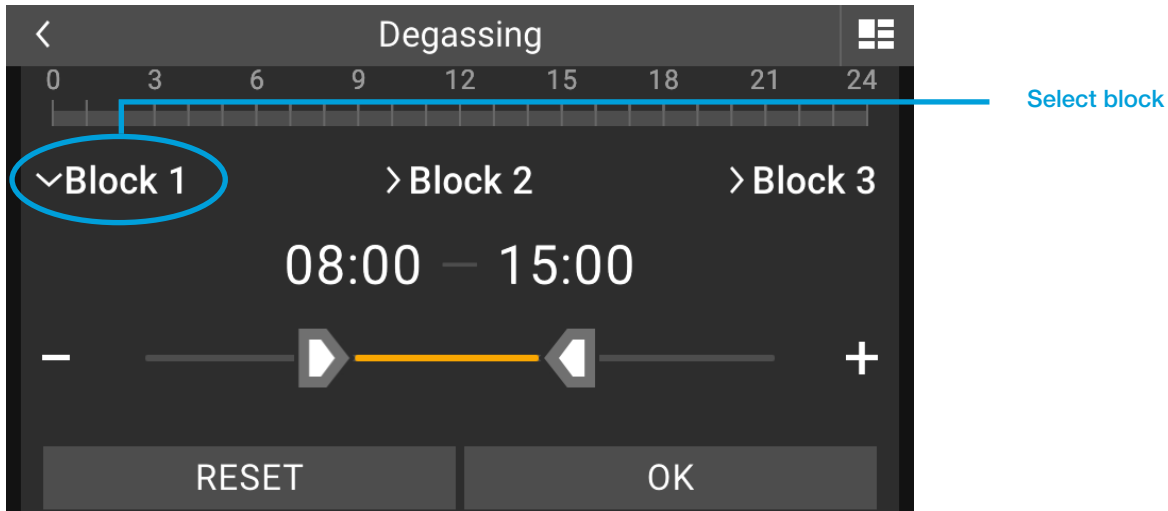 Degassing
0 3 6 9 12 15 18 21 24
Select block
Block 1 Block 2 Block 3
08:00 – 15:00
RESET OK